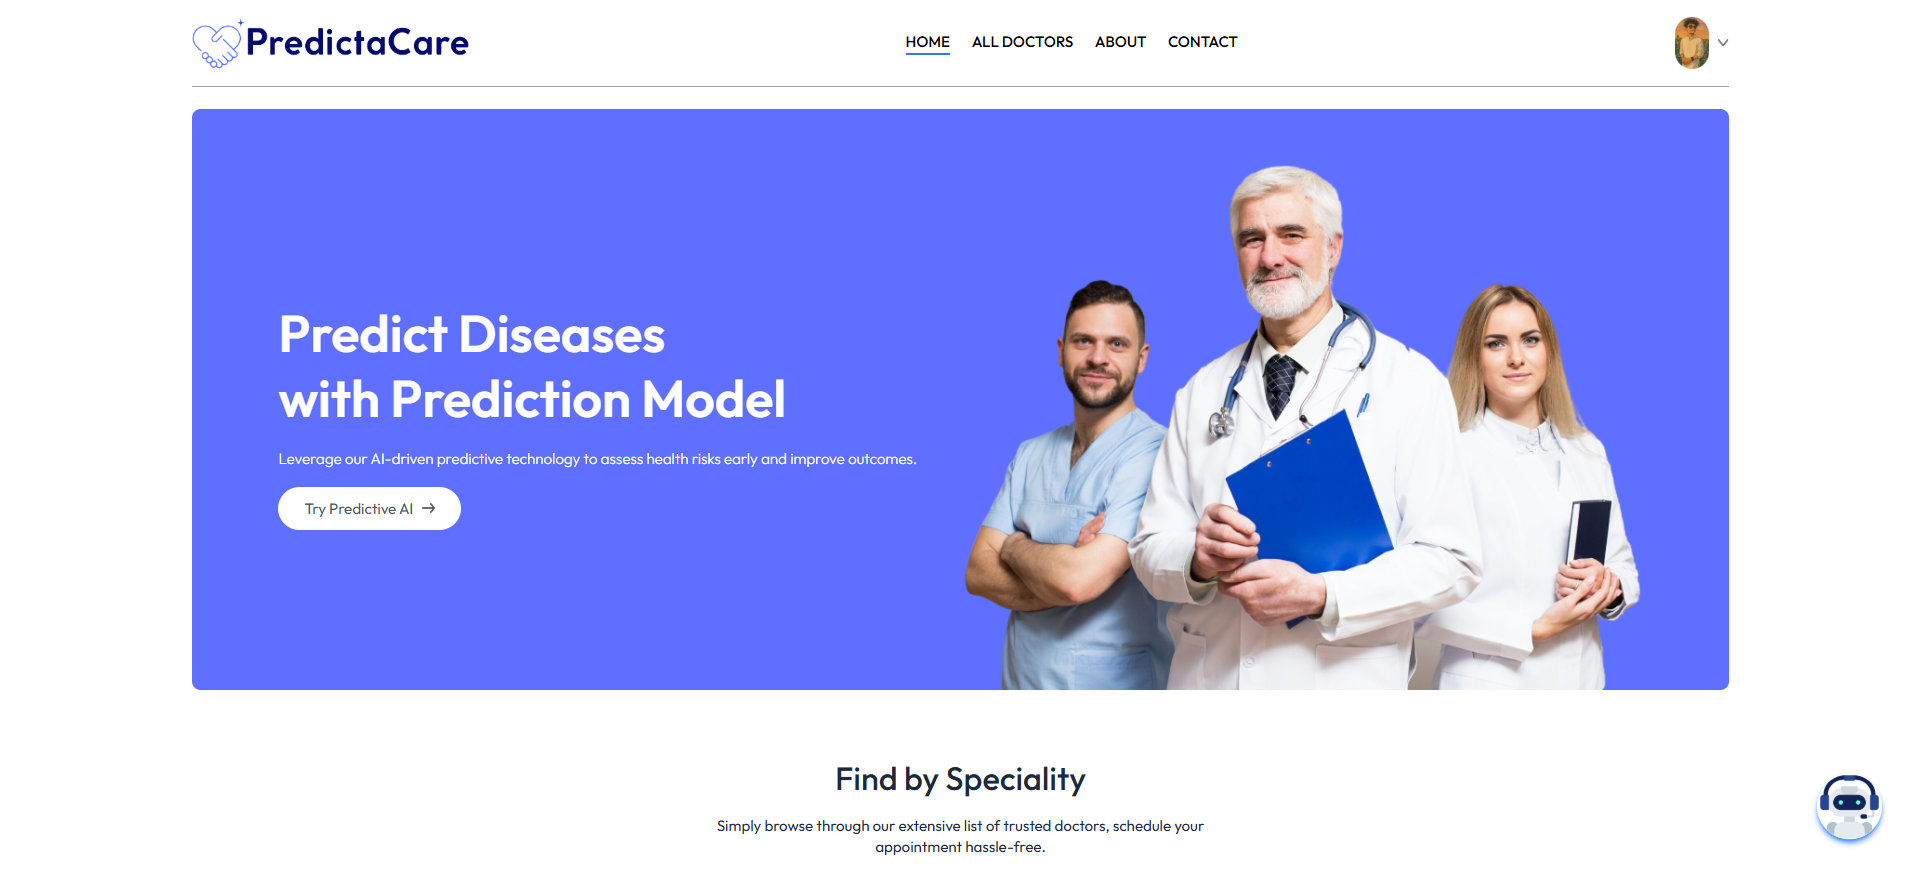 PredictaCare
HOME ALL DOCTORS ABOUT CONTACT
Predict Diseases
with Prediction Model
Leverage our AI-driven predictive technology to assess health risks early and improve outcomes.
Try Predictive AI →
Find by Speciality
Simply browse through our extensive list of trusted doctors, schedule your
appointment hassle-free.